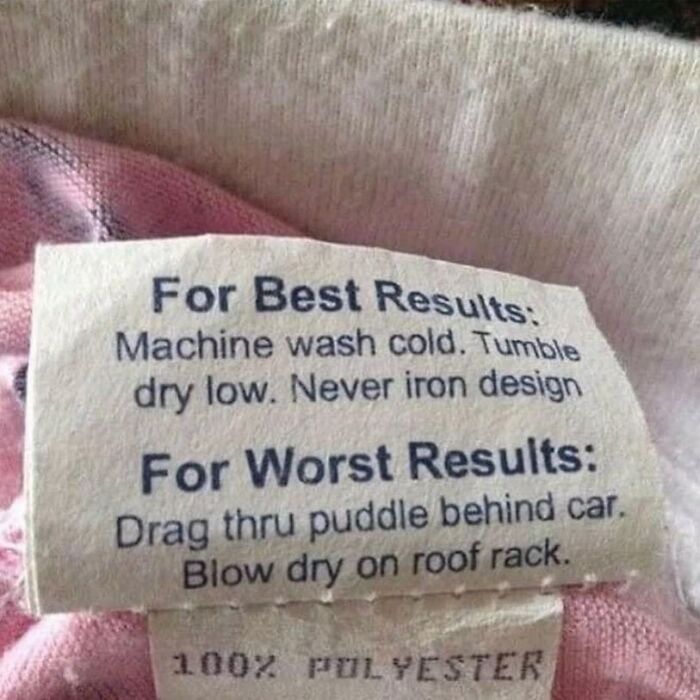 For Best Results:
Machine wash cold. Tumble
dry low. Never iron design
For Worst Results:
Drag thru puddle behind car.
Blow dry on roof rack.
100% POLYESTER